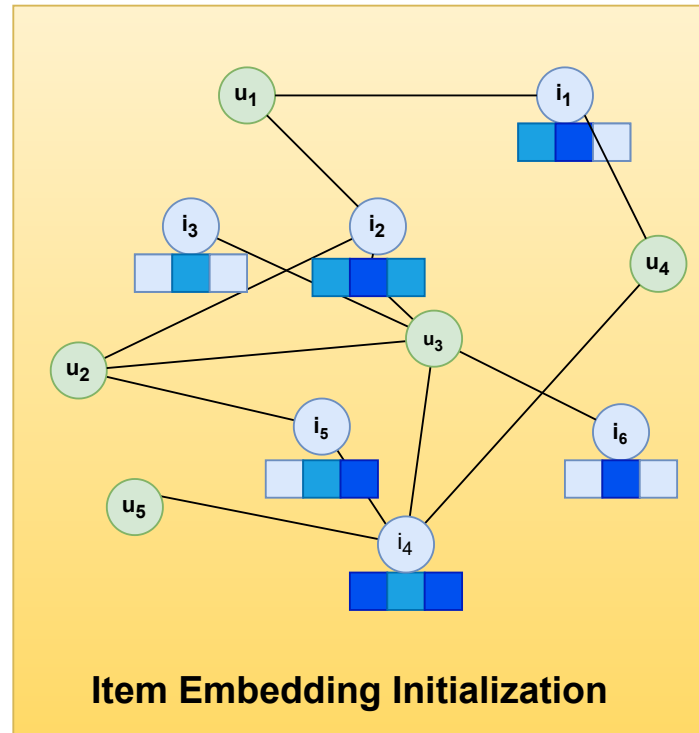 u1 i1
i3 i2
u4
u3
u2
i5 i6
u5
i4
Item Embedding Initialization